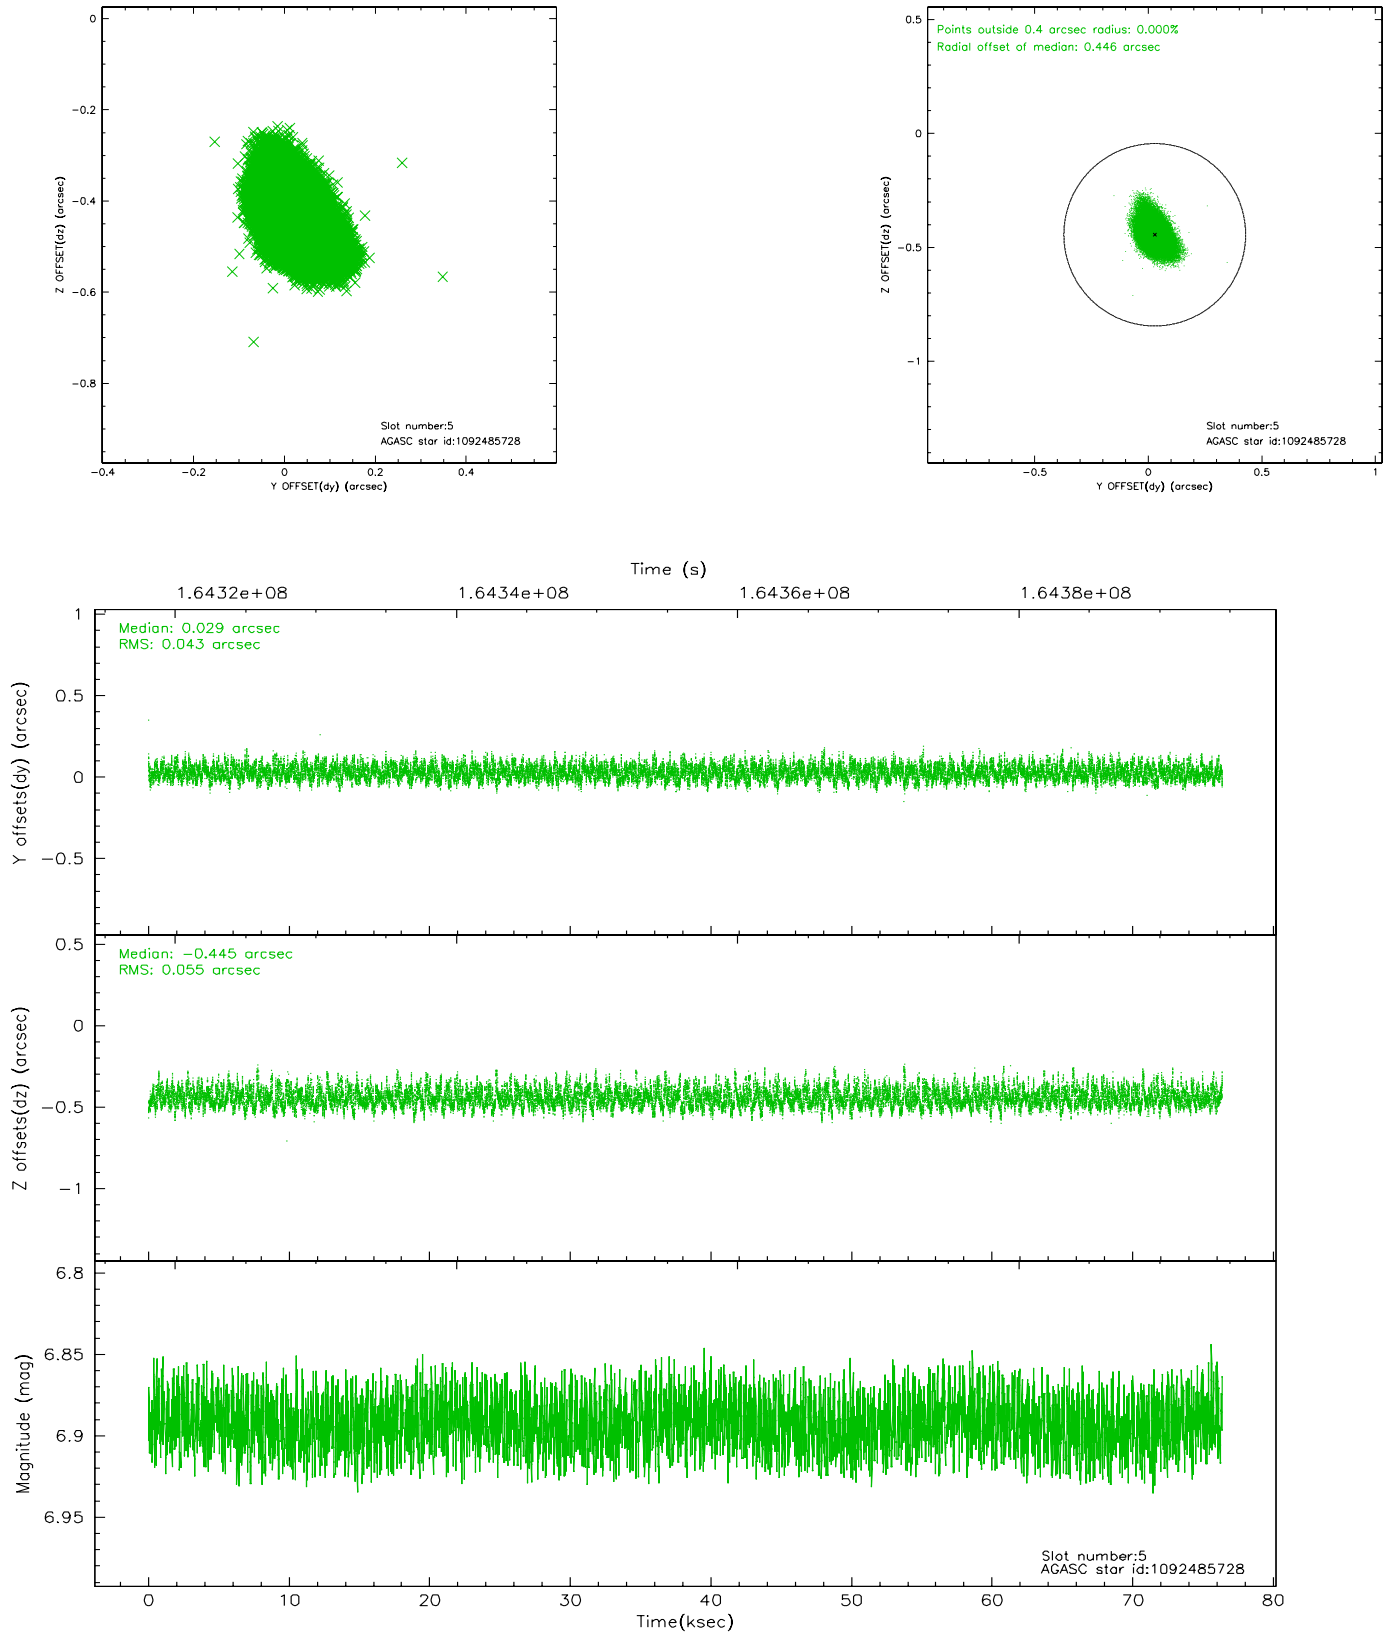 0
-0.2
-0.4
-0.6
-0.8
Z OFFSET(dz) (arcsec)
Slot number:5
AGASC star id:1092485728
-0.4 -0.2 0 0.2 0.4
Y OFFSET(dy) (arcsec)
Points outside 0.4 arcsec radius: 0.000%
Radial offset of median: 0.446 arcsec
0.5
0
-0.5
-1
Z OFFSET(dz) (arcsec)
Slot number:5
AGASC star id:1092485728
-0.5 0 0.5 1
Y OFFSET(dy) (arcsec)
Time (s)
1.6432e+08 1.6434e+08 1.6436e+08 1.6438e+08
Median: 0.029 arcsec
RMS: 0.043 arcsec
1
0.5
0
-0.5
Y offsets(dy) (arcsec)
Median: -0.445 arcsec
RMS: 0.055 arcsec
0.5
0
-0.5
-1
Z offsets(dz) (arcsec)
6.8
6.85
6.9
6.95
Magnitude (mag)
Slot number:5
AGASC star id:1092485728
0 10 20 30 40 50 60 70 80
Time(ksec)